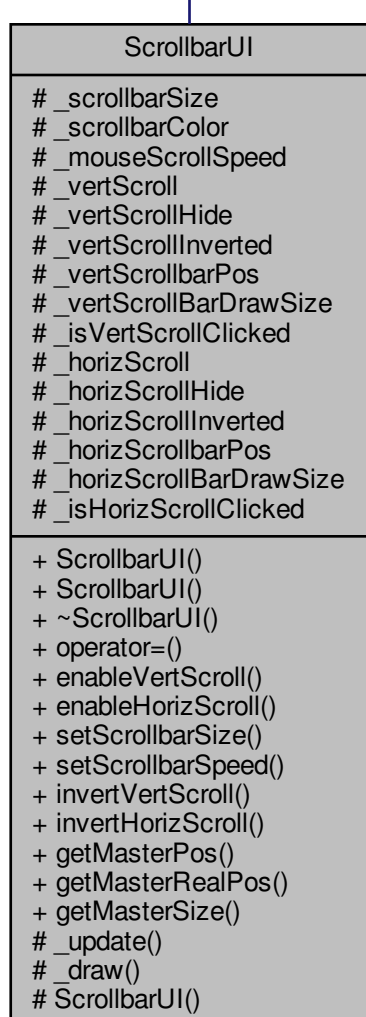 ScrollbarUI
# _scrollbarSize
# _scrollbarColor
# _mouseScrollSpeed
# _vertScroll
# _vertScrollHide
# _vertScrollInverted
# _vertScrollbarPos
# _vertScrollBarDrawSize
# _isVertScrollClicked
# _horizScroll
# _horizScrollHide
# _horizScrollInverted
# _horizScrollbarPos
# _horizScrollBarDrawSize
# _isHorizScrollClicked
+ ScrollbarUI()
+ ScrollbarUI()
+ ~ScrollbarUI()
+ operator=()
+ enableVertScroll()
+ enableHorizScroll()
+ setScrollbarSize()
+ setScrollbarSpeed()
+ invertVertScroll()
+ invertHorizScroll()
+ getMasterPos()
+ getMasterRealPos()
+ getMasterSize()
# _update()
# _draw()
# ScrollbarUI()